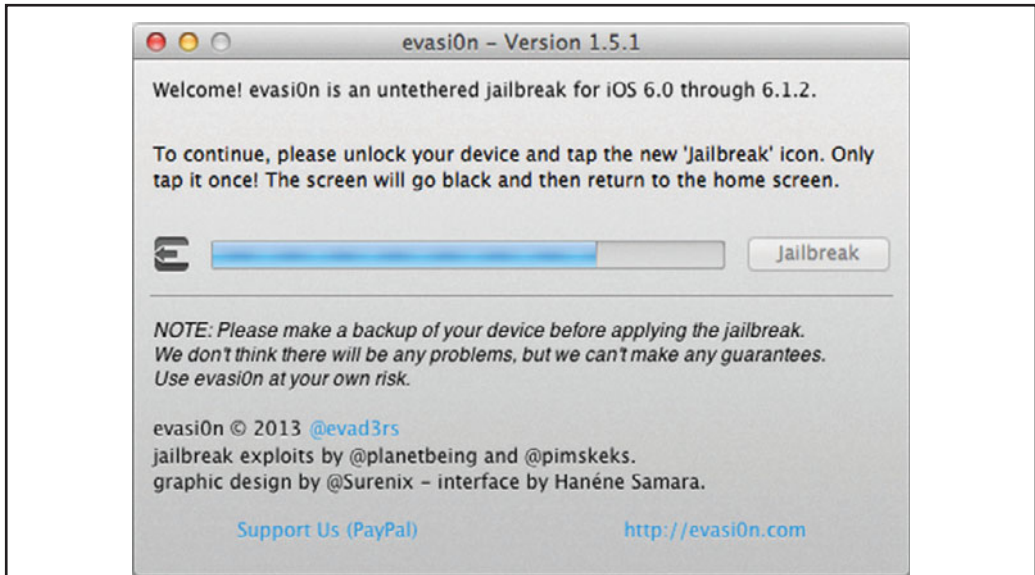 evasi0n – Version 1.5.1
Welcome! evasi0n is an untethered jailbreak for iOS 6.0 through 6.1.2.
To continue, please unlock your device and tap the new 'Jailbreak' icon. Only
tap it once! The screen will go black and then return to the home screen.
Jailbreak
NOTE: Please make a backup of your device before applying the jailbreak.
We don't think there will be any problems, but we can't make any guarantees.
Use evasi0n at your own risk.
evasi0n © 2013 @evad3rs
jailbreak exploits by @planetbeing and @pimskeks.
graphic design by @Surenix – interface by Hanéne Samara.
Support Us (PayPal) http://evasi0n.com